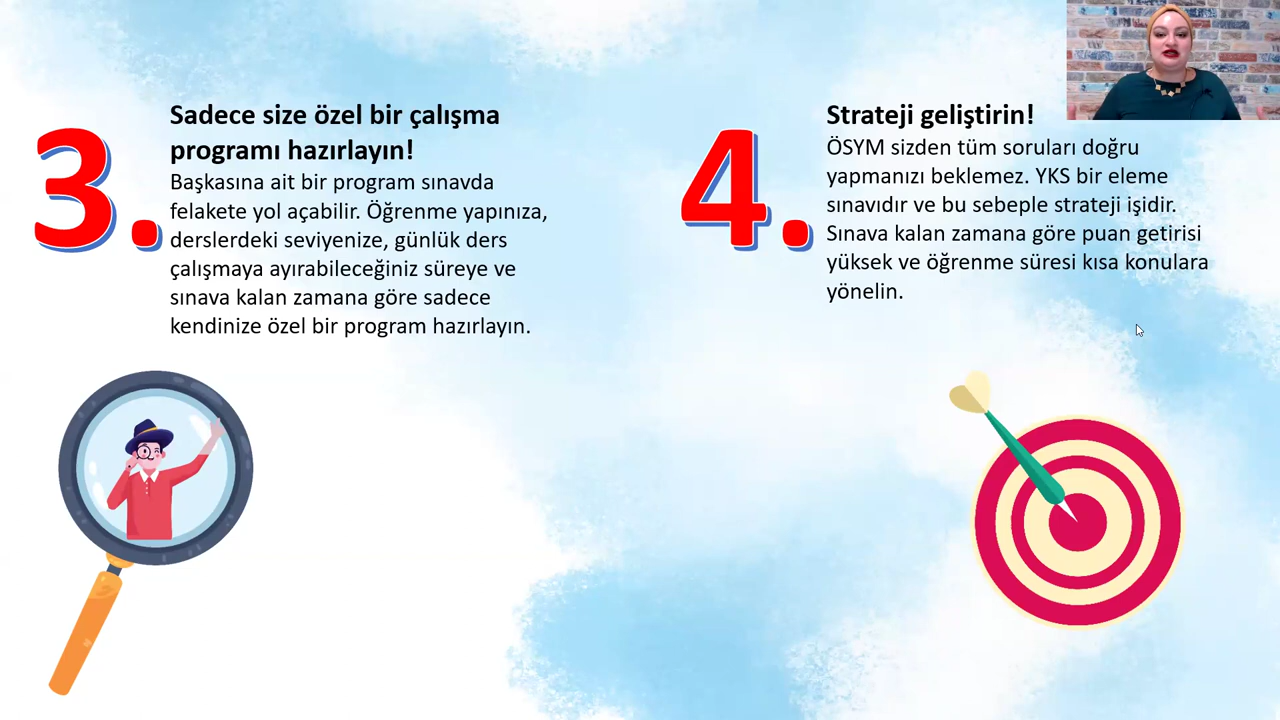 3.
Sadece size özel bir çalışma
programı hazırlayın!
Başkasına ait bir program sınavda
felakete yol açabilir. Öğrenme yapınıza,
derslerdeki seviyenize, günlük ders
çalışmaya ayırabileceğiniz süreye ve
sınava kalan zamana göre sadece
kendinize özel bir program hazırlayın.
4.
Strateji geliştirin!
ÖSYM sizden tüm soruları doğru
yapmanızı beklemez. YKS bir eleme
sınavıdır ve bu sebeple strateji işidir.
Sınava kalan zamana göre puan getirisi
yüksek ve öğrenme süresi kısa konulara
yönelin.